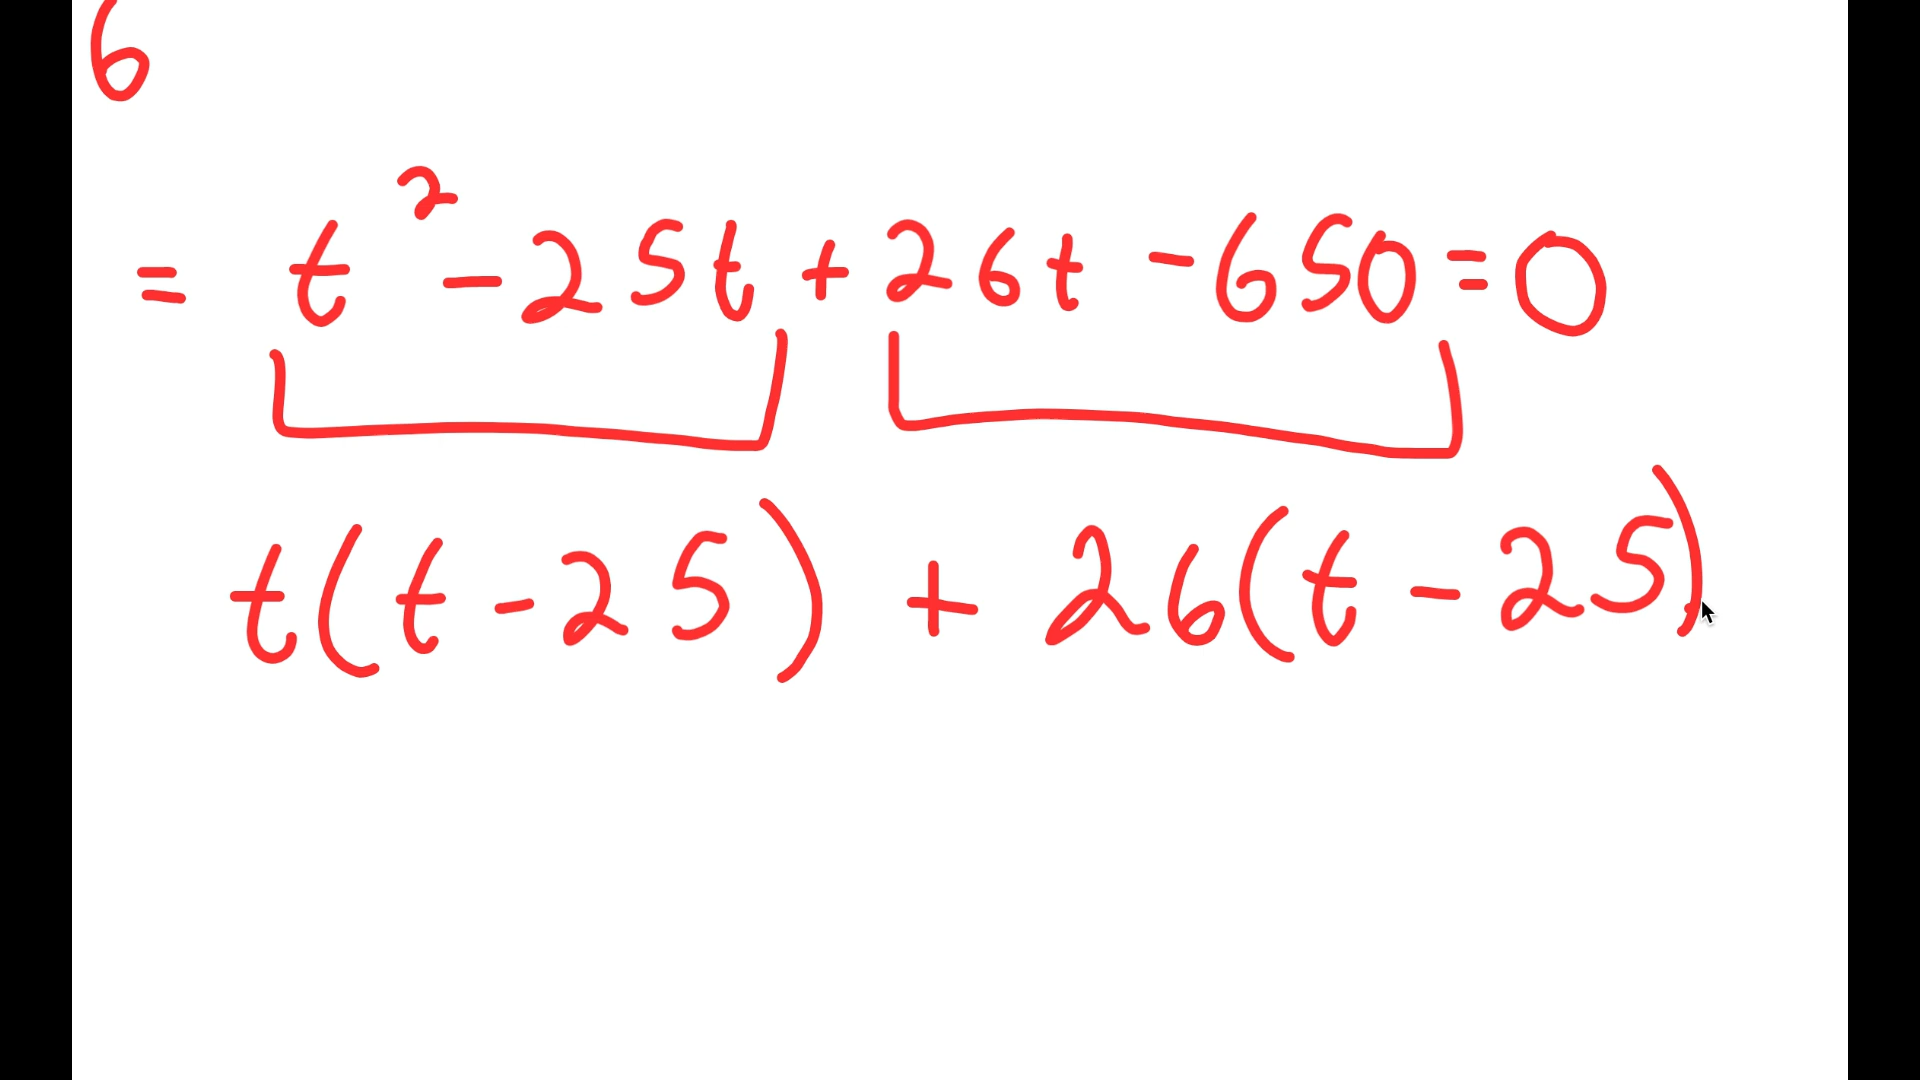 6
= t² - 25t + 26t - 650 = 0
t(t - 25) + 26(t - 25)